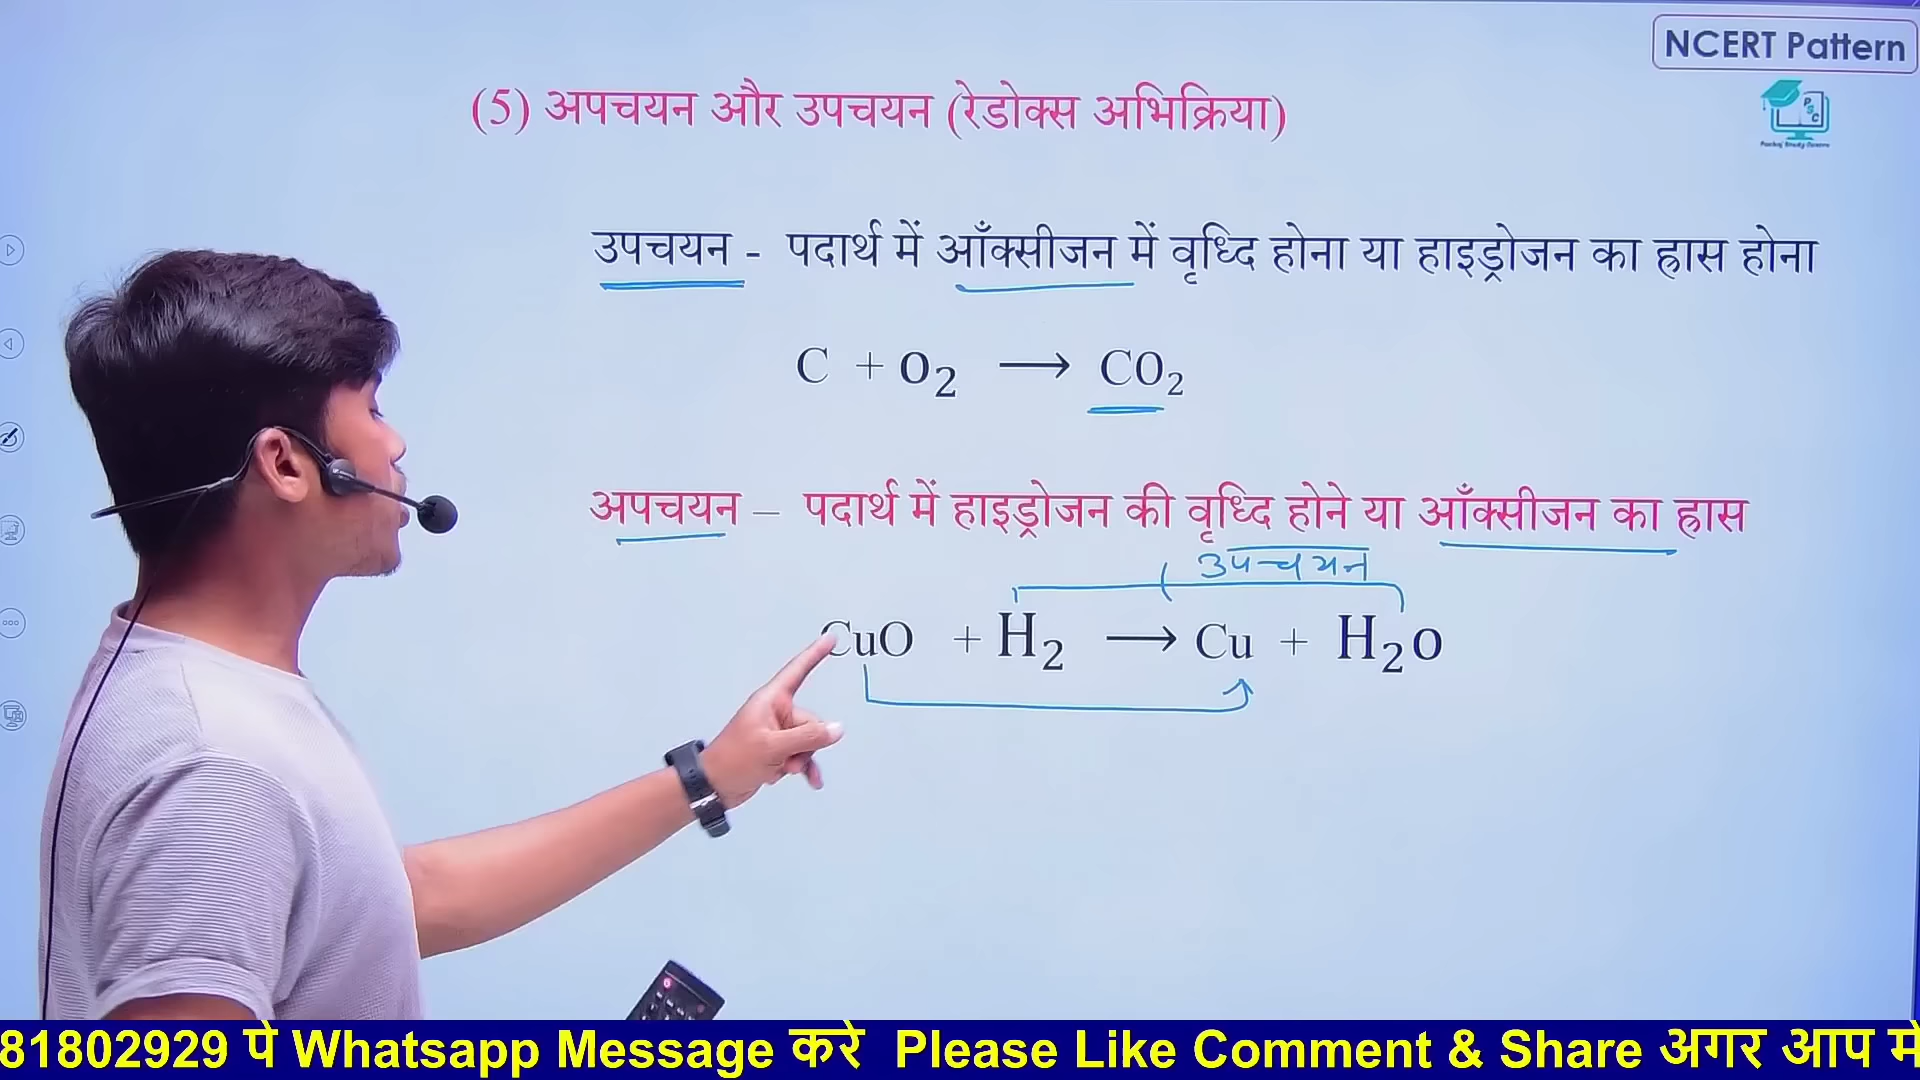 NCERT Pattern
(5) अपचयन और उपचयन (रेडोक्स अभिक्रिया)
उपचयन - पदार्थ में ऑक्सीजन में वृध्दि होना या हाइड्रोजन का ह्रास होना
C + O₂ ⟶ CO₂
अपचयन – पदार्थ में हाइड्रोजन की वृध्दि होने या ऑक्सीजन का ह्रास
उपचयन
CuO + H₂ ⟶ Cu + H₂O
81802929 पे Whatsapp Message करे Please Like Comment & Share अगर आप में